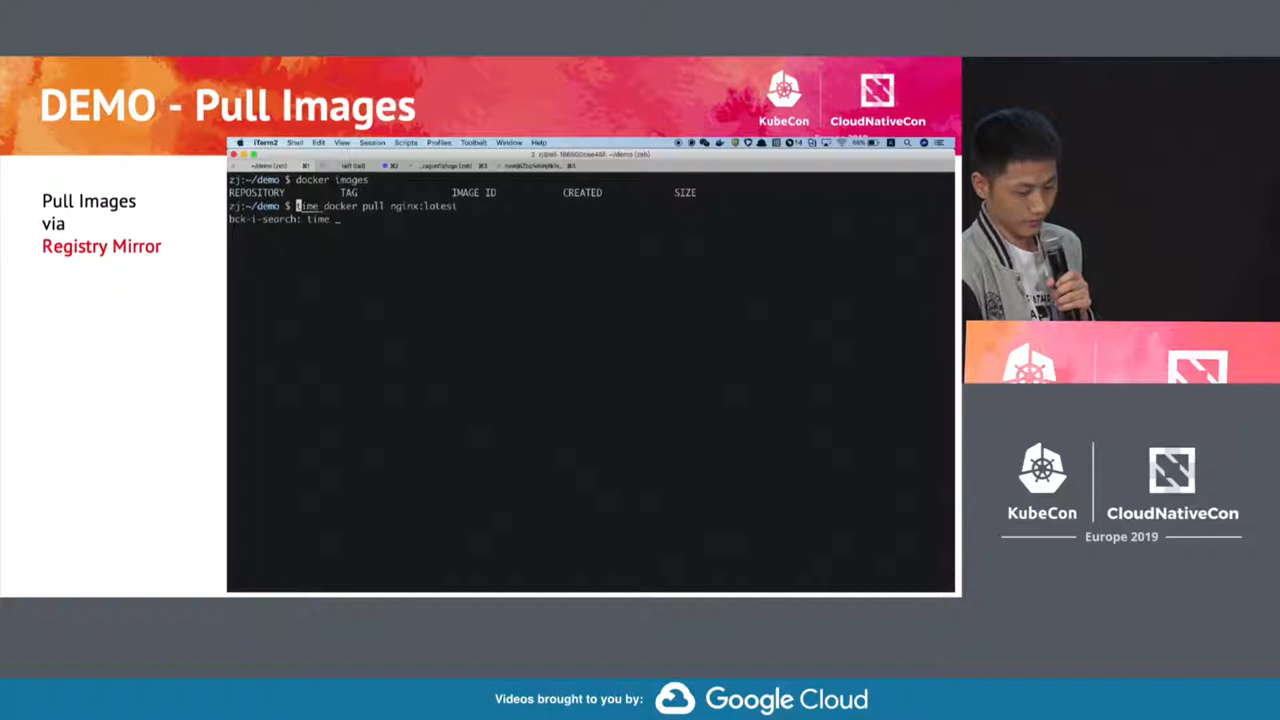 DEMO - Pull Images
KubeCon
CloudNativeCon
iTerm2 Shell Edit View Session Scripts Profiles Toolbelt Window Help
Pull Images
via
Registry Mirror
zj:~/demo $ docker images
REPOSITORY TAG IMAGE ID CREATED SIZE
zj:~/demo $ time docker pull nginx:latest
bck-i-search: time _
KubeCon
CloudNativeCon
Europe 2019
Videos brought to you by:
Google Cloud